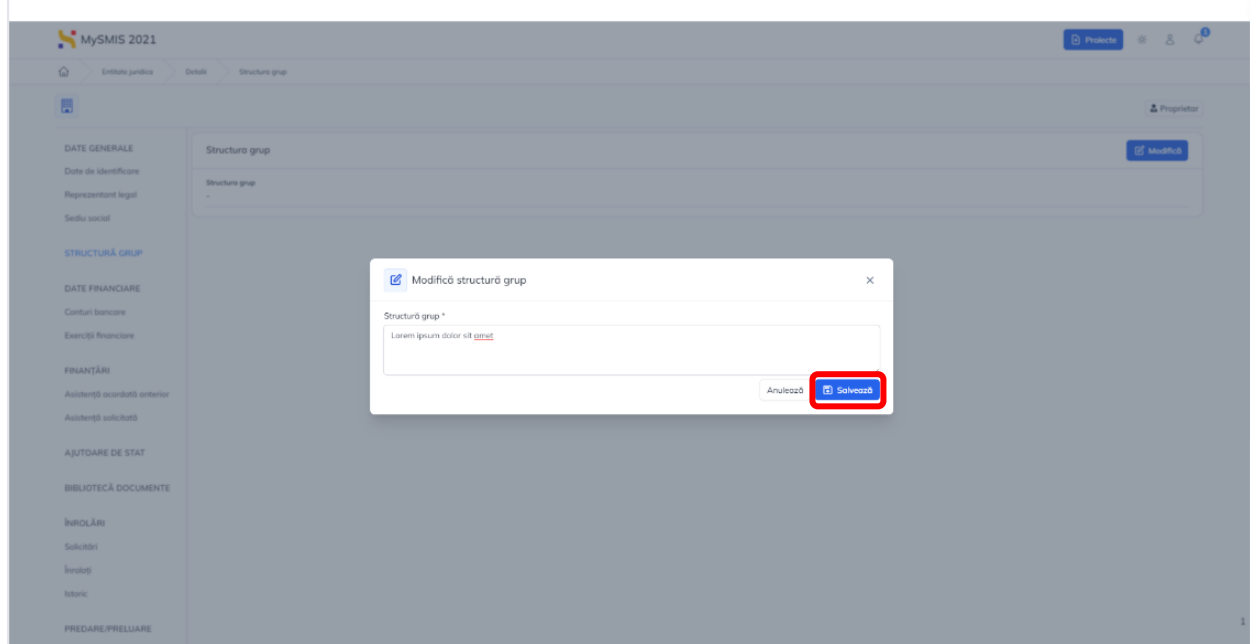 MySMIS 2021
Proiecte
Entitate juridica
Detalii
Structura grup
Proprietar
DATE GENERALE
Date de identificare
Reprezentant legal
Sediu social
STRUCTURĂ GRUP
DATE FINANCIARE
Conturi bancare
Exerciții financiare
FINANȚĂRI
Asistență acordată anterior
Asistență solicitată
AJUTOARE DE STAT
BIBLIOTECĂ DOCUMENTE
ÎNROLĂRI
Solicitări
Înrolați
Istoric
PREDARE/PRELUARE
Structura grup
Modifică
Structura grup
-
Modifică structură grup
Structură grup *
Lorem ipsum dolor sit amet
Anulează
Salvează
1